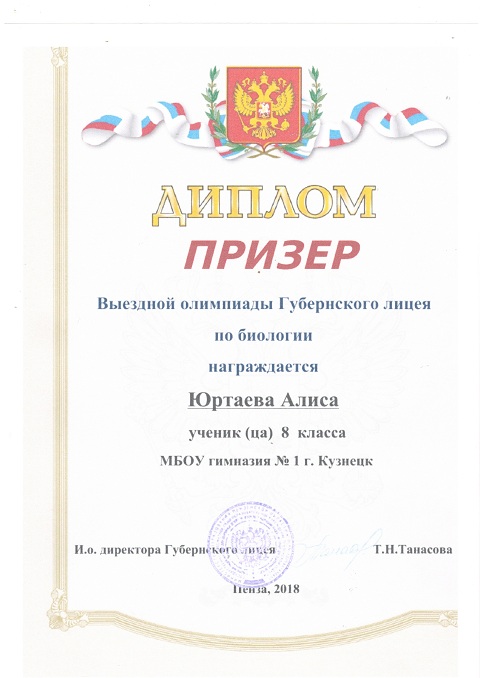 ДИПЛОМ
ПРИЗЕР
Выездной олимпиады Губернского лицея
по биологии
награждается
Юртаева Алиса
ученик (ца) 8 класса
МБОУ гимназия № 1 г. Кузнецк
И.о. директора Губернского лицея Т.Н.Танасова
Пенза, 2018